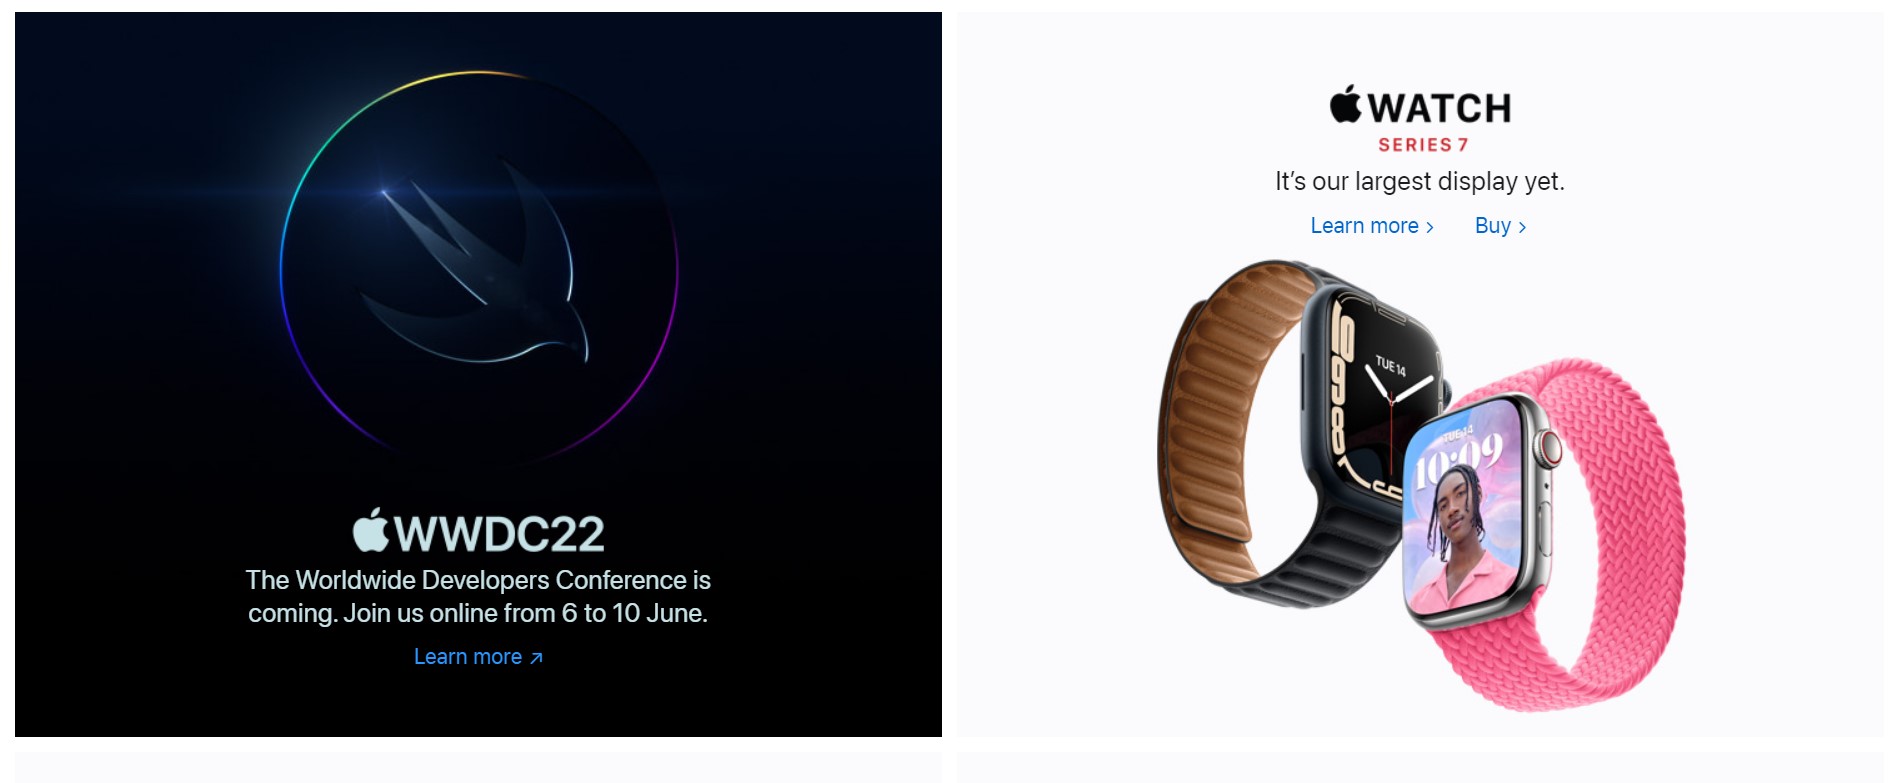 WWDC22
The Worldwide Developers Conference is
coming. Join us online from 6 to 10 June.
Learn more ↗
WATCH
SERIES 7
It’s our largest display yet.
Learn more > Buy >
TUE 14
TUE 14
10:09